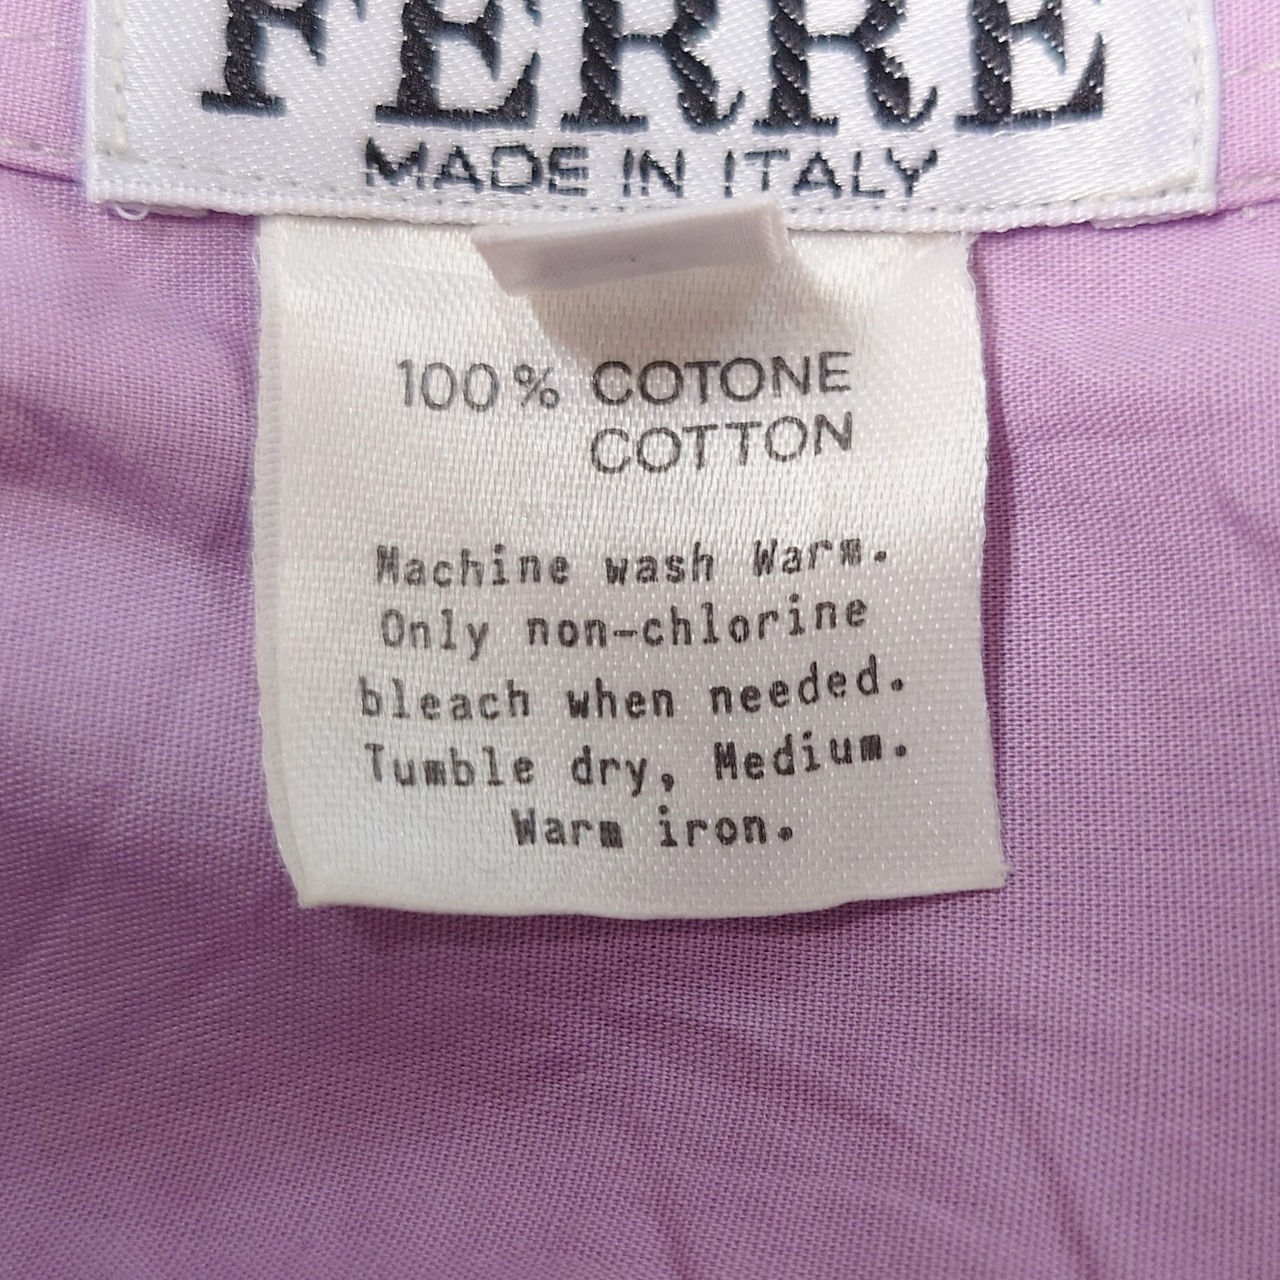 FERRE
MADE IN ITALY
100% COTONE
COTTON
Machine wash Warm.
Only non-chlorine
bleach when needed.
Tumble dry, Medium.
Warm iron.